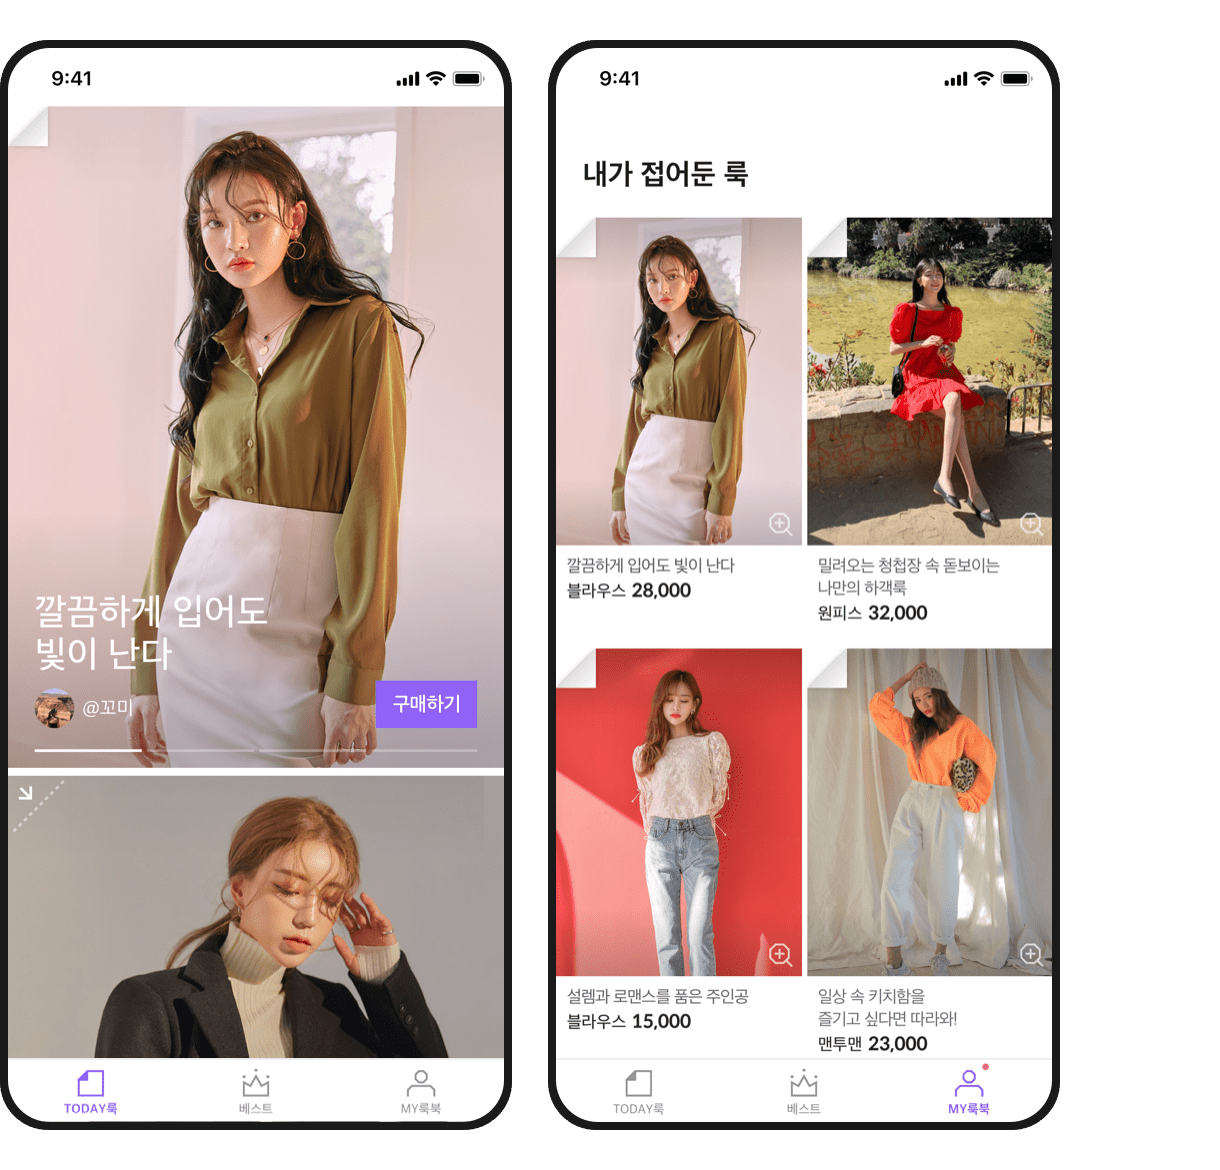 9:41
깔끔하게 입어도
빛이 난다
@꼬미
구매하기
TODAY룩
베스트
MY룩북
9:41
내가 접어둔 룩
깔끔하게 입어도 빛이 난다
블라우스 28,000
밀려오는 청첩장 속 돋보이는
나만의 하객룩
원피스 32,000
설렘과 로맨스를 품은 주인공
블라우스 15,000
일상 속 키치함을
즐기고 싶다면 따라와!
맨투맨 23,000
TODAY룩
베스트
MY룩북